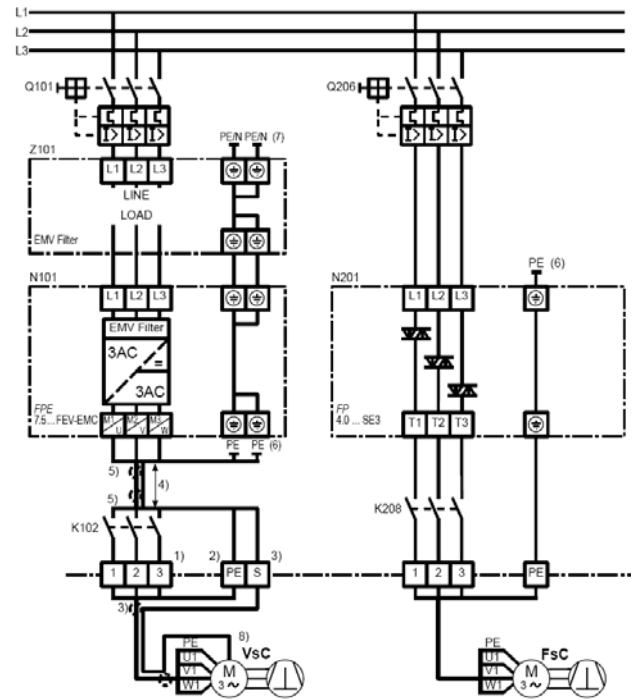 L1
L2
L3
Q101
Q206
I> I> I>
I> I> I>
PE/N PE/N (7)
Z101
L1 L2 L3
LINE
LOAD
EMV Filter
PE (6)
N101
N201
L1 L2 L3
L1 L2 L3
EMV Filter
3AC
=
3AC
FPE
7.5...FEV-EMC
M1 U M2 V M3 W
FP
4.0 ... SE3
T1 T2 T3
PE PE (6)
5)
4)
5)
K102
K208
1) 2) 3)
1 2 3 PE S
1 2 3 PE
3)
8)
PE
U1
V1
W1
VsC
M
3 ~
PE
U1
V1
W1
FsC
M
3 ~